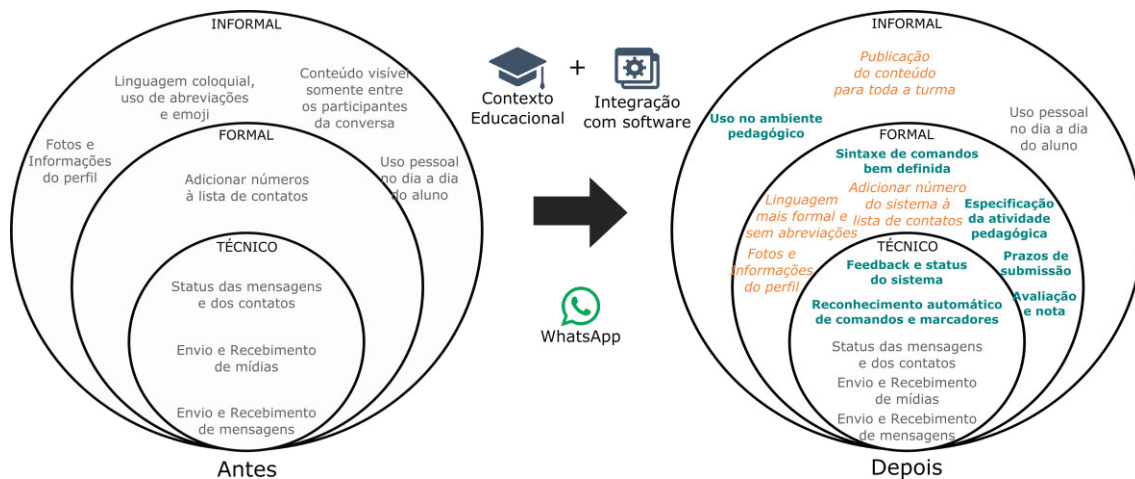 INFORMAL
Linguagem coloquial,
uso de abreviações
e emoji
Conteúdo visível
somente entre
os participantes
da conversa
Fotos e
Informações
do perfil
FORMAL
Adicionar números
à lista de contatos
Uso pessoal
no dia a dia
do aluno
TÉCNICO
Status das mensagens
e dos contatos
Envio e Recebimento
de mídias
Envio e Recebimento
de mensagens
Antes
Contexto
Educacional
+
Integração
com software
WhatsApp
INFORMAL
Publicação
do conteúdo
para toda a turma
Uso no ambiente
pedagógico
Uso pessoal
no dia a dia
do aluno
FORMAL
Sintaxe de comandos
bem definida
Linguagem
mais formal e
sem abreviações
Adicionar número
do sistema à
lista de contatos
Especificação
da atividade
pedagógica
Fotos e
Informações
do perfil
Prazos de
submissão
Avaliação
e nota
TÉCNICO
Feedback e status
do sistema
Reconhecimento automático
de comandos e marcadores
Status das mensagens
e dos contatos
Envio e Recebimento
de mídias
Envio e Recebimento
de mensagens
Depois